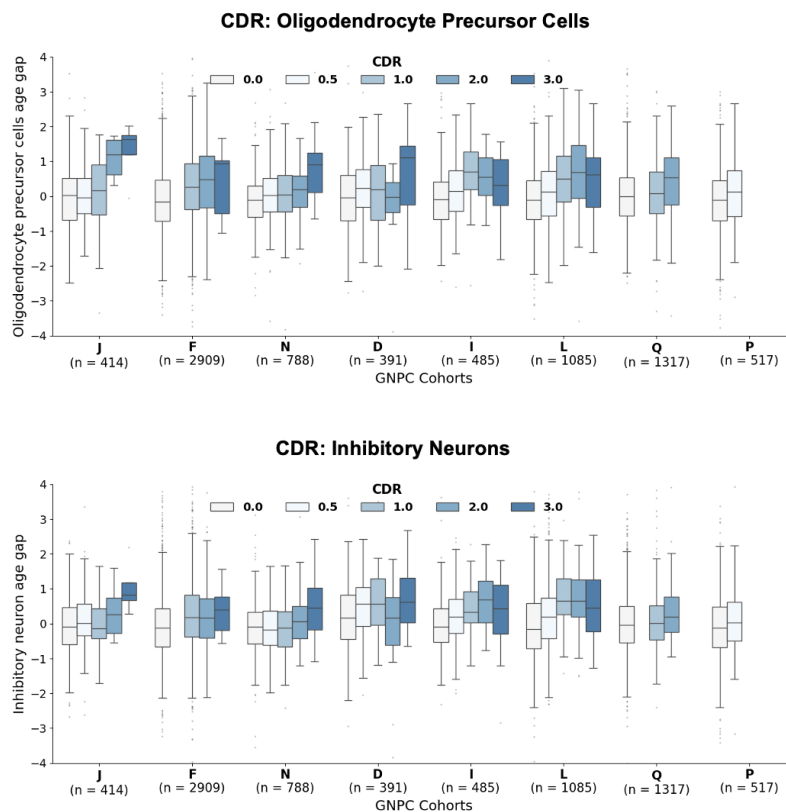 CDR: Oligodendrocyte Precursor Cells
CDR
0.0 0.5 1.0 2.0 3.0
Oligodendrocyte precursor cells age gap
4
3
2
1
0
−1
−2
−3
−4
J F N D I L Q P
(n = 414) (n = 2909) (n = 788) (n = 391) (n = 485) (n = 1085) (n = 1317) (n = 517)
GNPC Cohorts
CDR: Inhibitory Neurons
CDR
0.0 0.5 1.0 2.0 3.0
Inhibitory neuron age gap
4
3
2
1
0
−1
−2
−3
−4
J F N D I L Q P
(n = 414) (n = 2909) (n = 788) (n = 391) (n = 485) (n = 1085) (n = 1317) (n = 517)
GNPC Cohorts